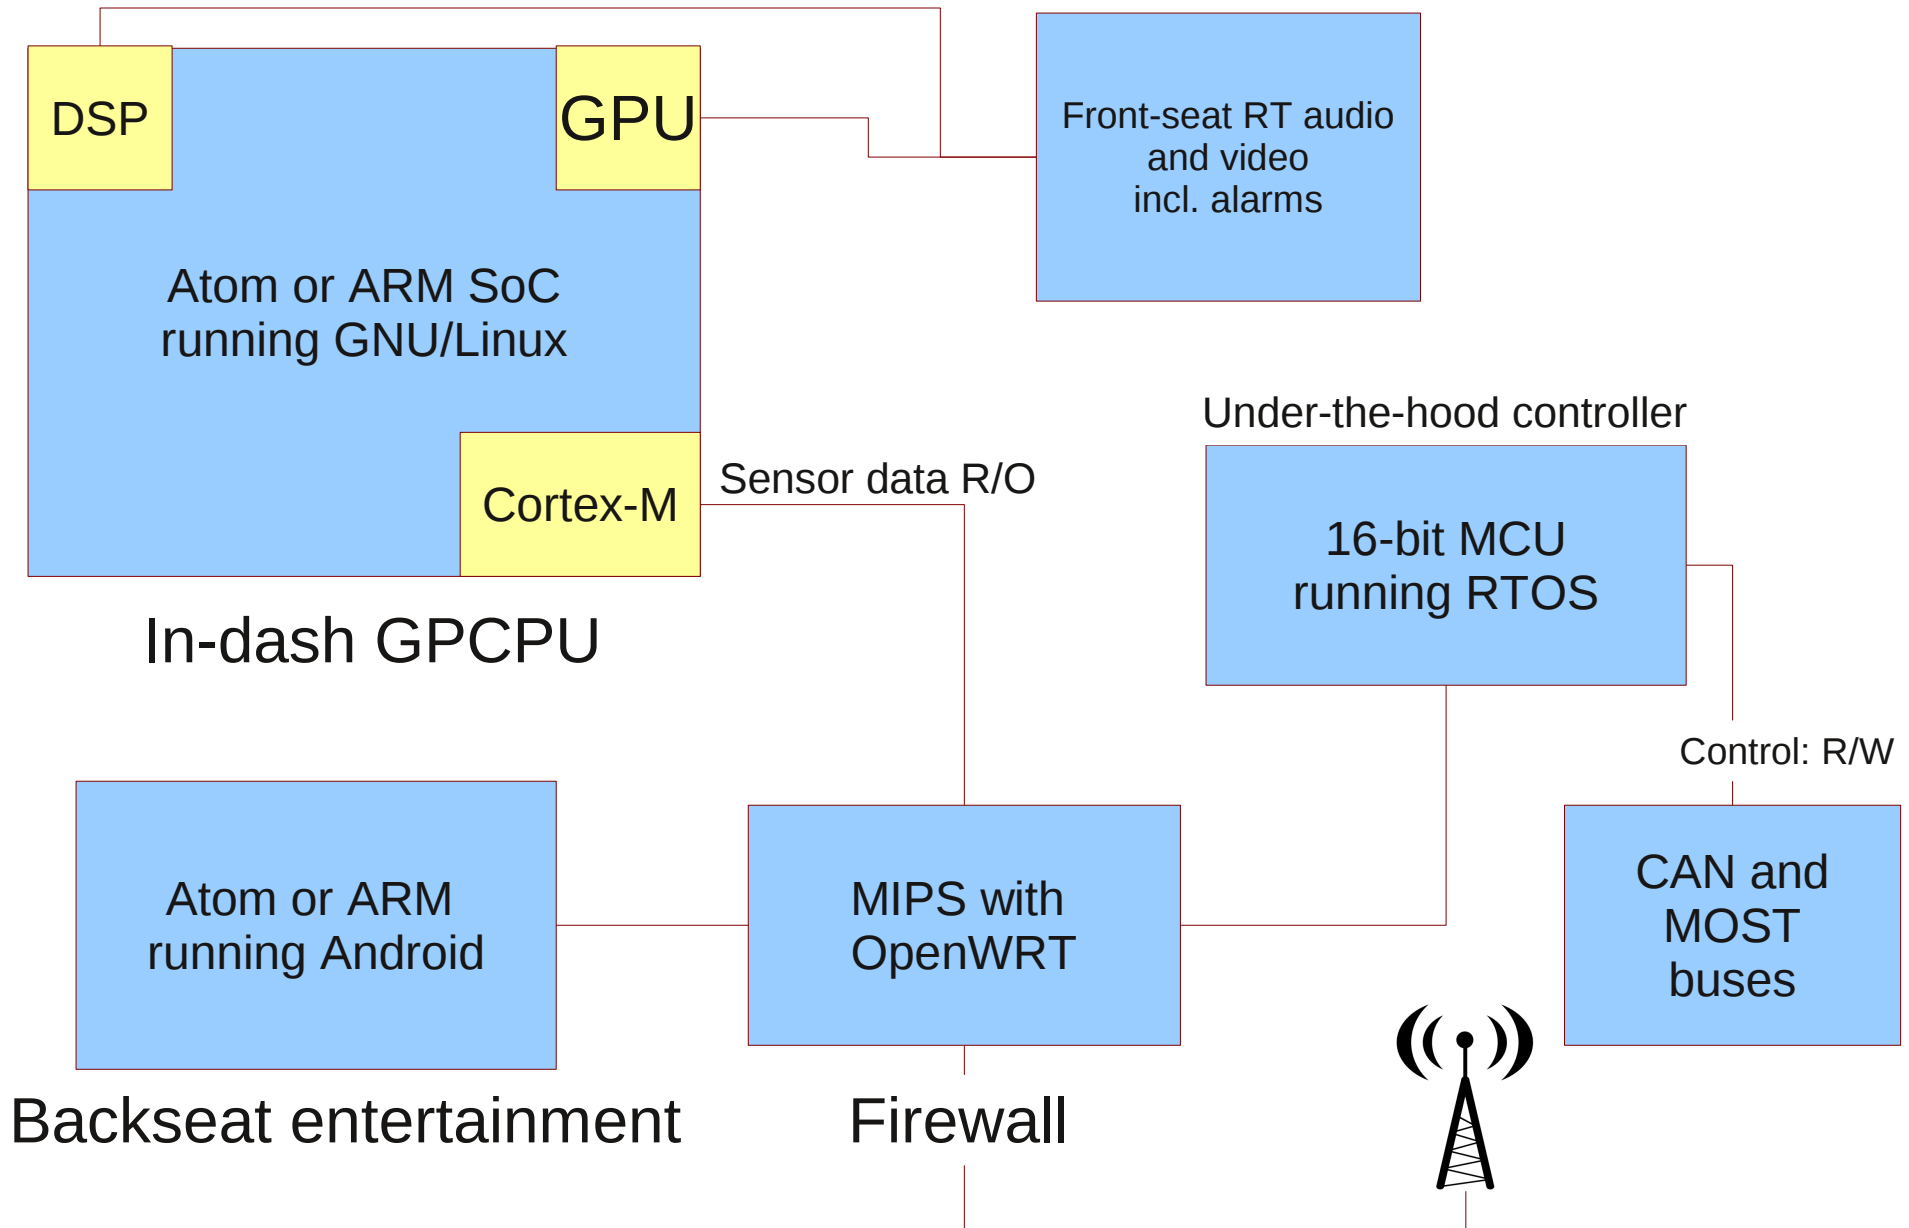 DSP
GPU
Front-seat RT audio
and video
incl. alarms
Atom or ARM SoC
running GNU/Linux
Under-the-hood controller
Sensor data R/O
Cortex-M
16-bit MCU
running RTOS
In-dash GPCPU
Control: R/W
Atom or ARM
running Android
MIPS with
OpenWRT
CAN and
MOST
buses
Backseat entertainment
Firewall